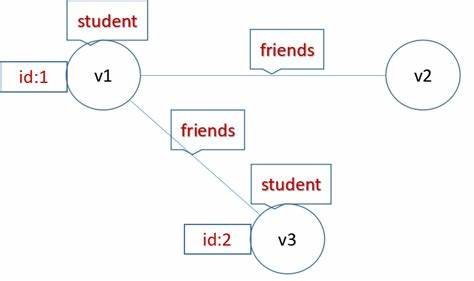 student
friends
id:1
v1
v2
friends
student
id:2
v3